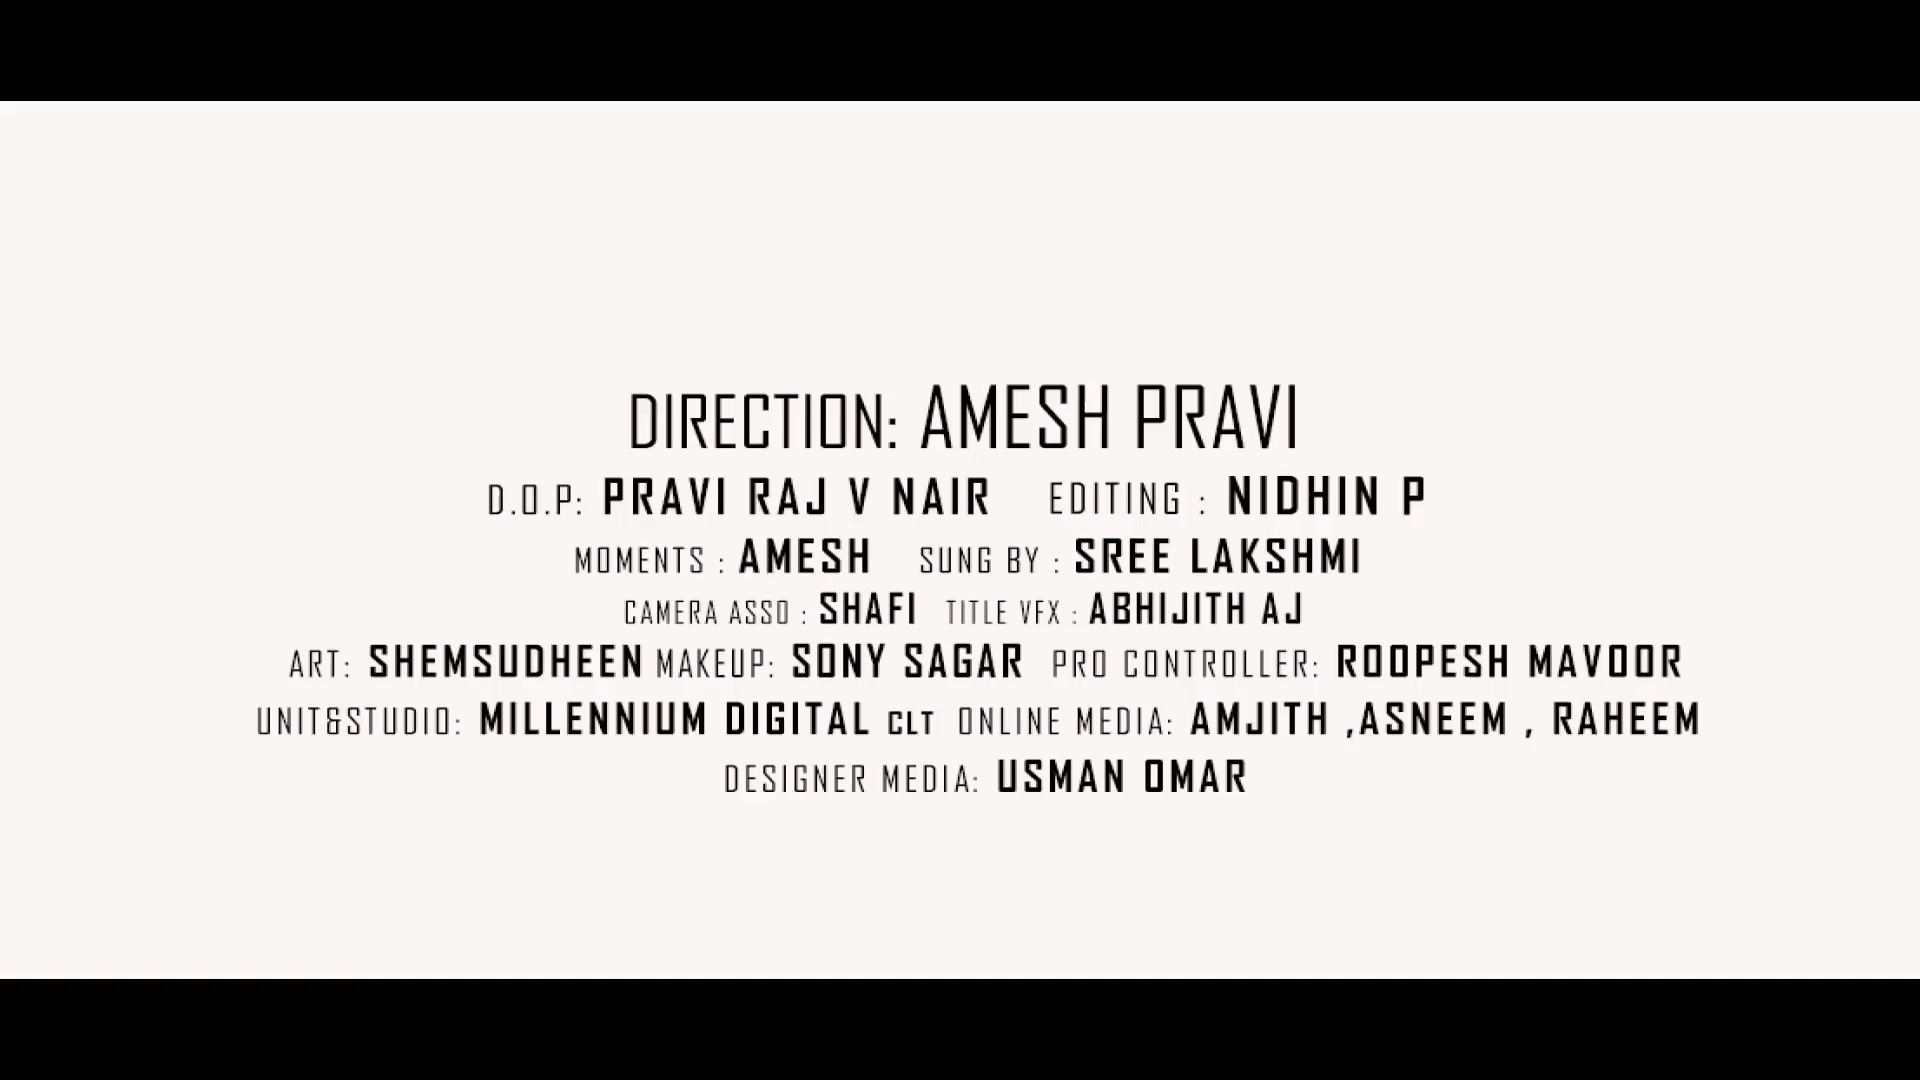 DIRECTION: AMESH PRAVI
D.O.P: PRAVI RAJ V NAIR EDITING : NIDHIN P
MOMENTS : AMESH SUNG BY : SREE LAKSHMI
CAMERA ASSO : SHAFI TITLE VFX : ABHIJITH AJ
ART: SHEMSUDHEEN MAKEUP: SONY SAGAR PRO CONTROLLER: ROOPESH MAVOOR
UNIT&STUDIO: MILLENNIUM DIGITAL CLT ONLINE MEDIA: AMJITH ,ASNEEM , RAHEEM
DESIGNER MEDIA: USMAN OMAR